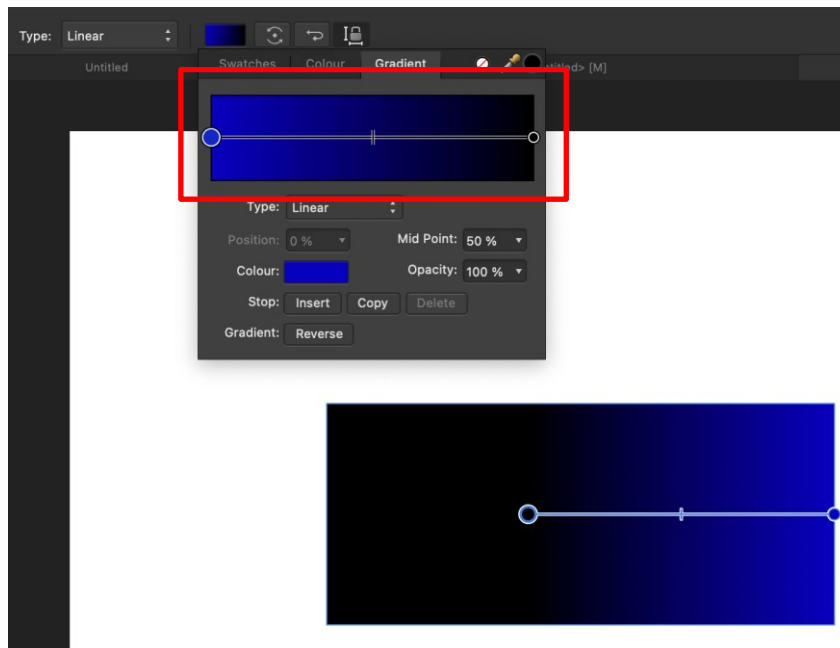 Type: Linear
Untitled
<Untitled> [M]
Swatches Colour Gradient
Type: Linear
Position: 0 % Mid Point: 50 %
Colour: Opacity: 100 %
Stop: Insert Copy Delete
Gradient: Reverse